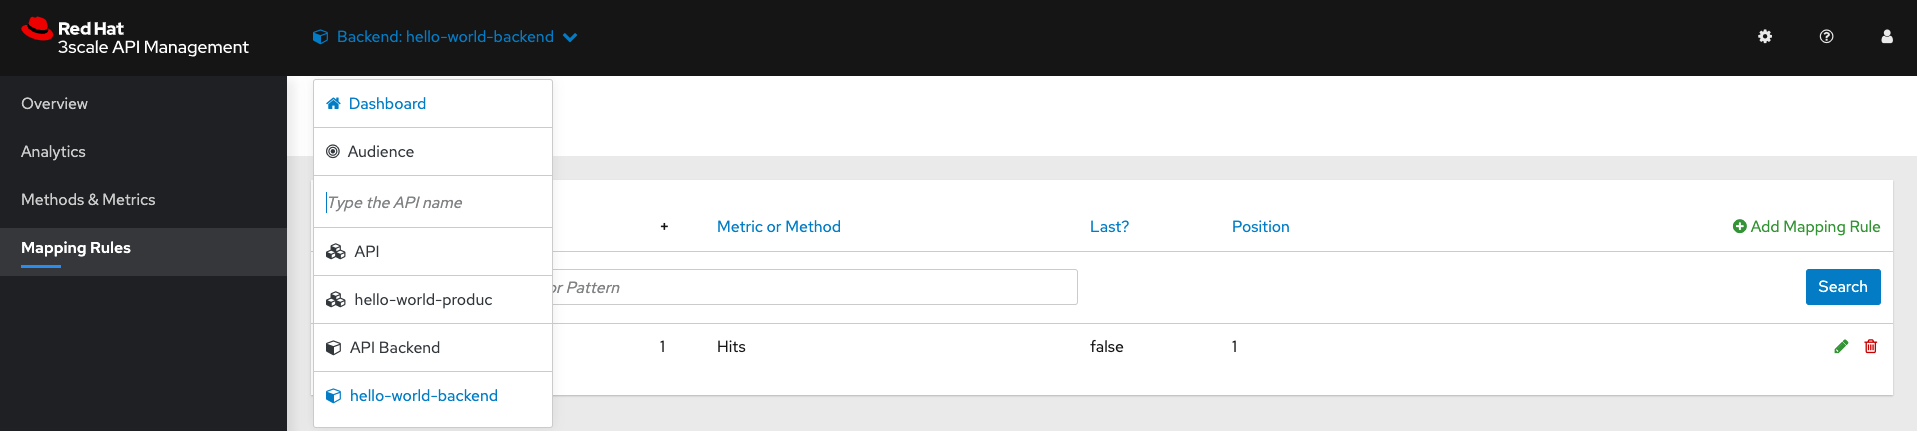 Red Hat
3scale API Management
Backend: hello-world-backend
Overview
Analytics
Methods & Metrics
Mapping Rules
Dashboard
Audience
Type the API name
API
hello-world-produc
API Backend
hello-world-backend
+ Metric or Method Last? Position Add Mapping Rule
Pattern Search
1 Hits false 1